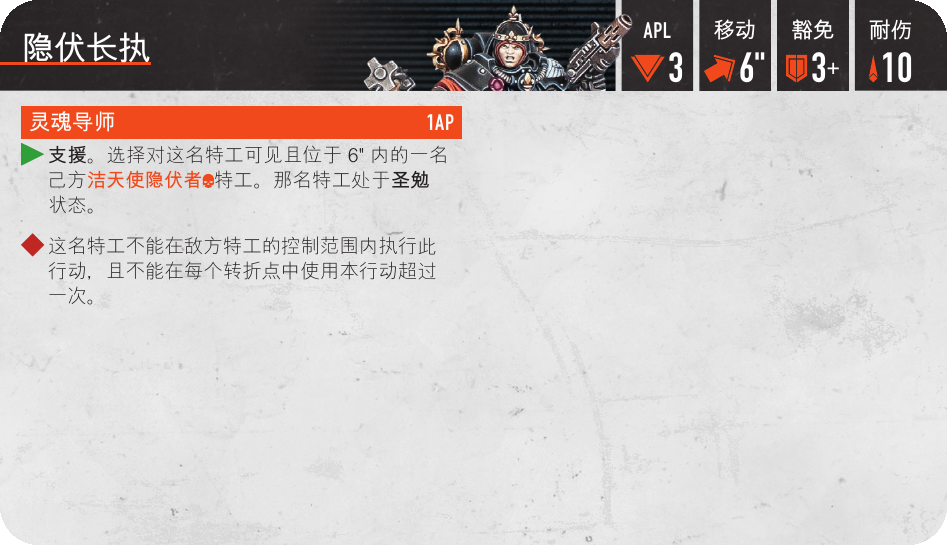 隐伏长执
APL
3
移动
6"
豁免
3+
耐伤
10
灵魂导师 1AP
支援。选择对这名特工可见且位于 6" 内的一名
己方洁天使隐伏者特工。那名特工处于圣勉
状态。
这名特工不能在敌方特工的控制范围内执行此
行动，且不能在每个转折点中使用本行动超过
一次。